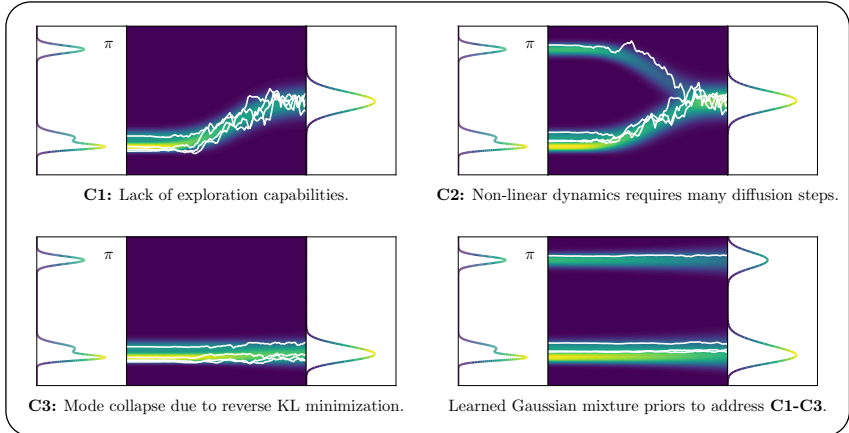 π
π
C1: Lack of exploration capabilities.
C2: Non-linear dynamics requires many diffusion steps.
π
π
C3: Mode collapse due to reverse KL minimization.
Learned Gaussian mixture priors to address C1-C3.